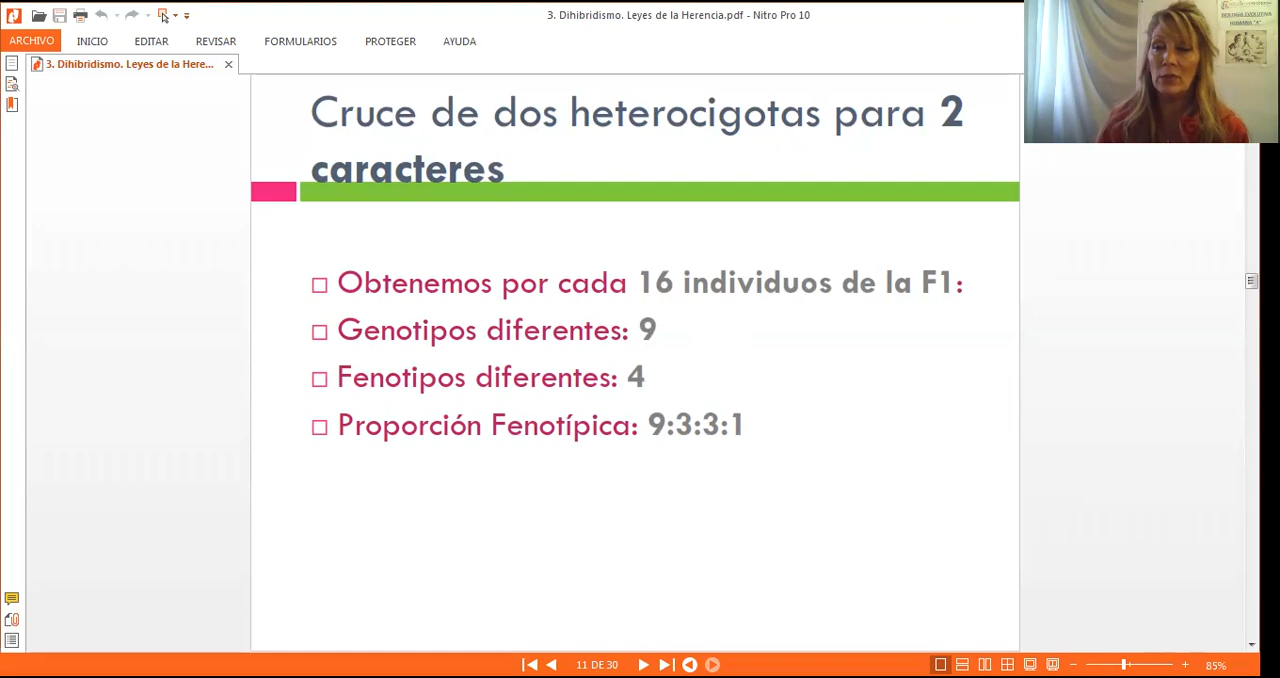 3. Dihibridismo. Leyes de la Herencia.pdf - Nitro Pro 10
ARCHIVO INICIO EDITAR REVISAR FORMULARIOS PROTEGER AYUDA
3. Dihibridismo. Leyes de la Here...
Cruce de dos heterocigotas para 2
caracteres
Obtenemos por cada 16 individuos de la F1:
Genotipos diferentes: 9
Fenotipos diferentes: 4
Proporción Fenotípica: 9:3:3:1
11 DE 30
85%